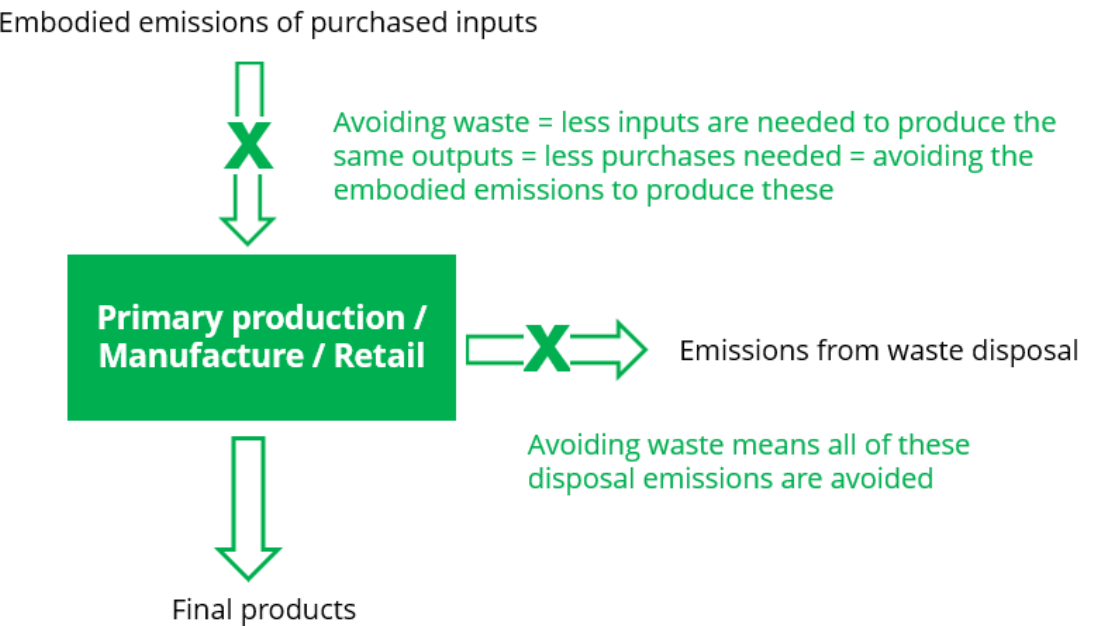 Embodied emissions of purchased inputs
X
Avoiding waste = less inputs are needed to produce the
same outputs = less purchases needed = avoiding the
embodied emissions to produce these
Primary production /
Manufacture / Retail
X
Emissions from waste disposal
Avoiding waste means all of these
disposal emissions are avoided
Final products